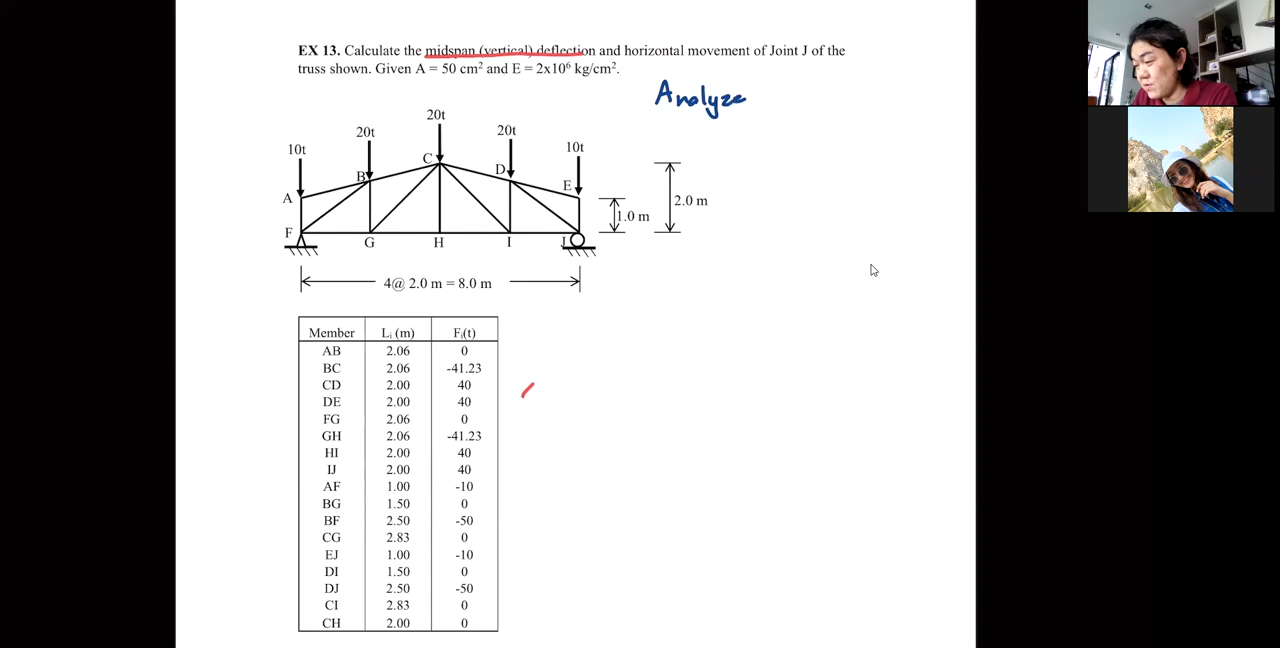 EX 13. Calculate the midspan (vertical) deflection and horizontal movement of Joint J of the
truss shown. Given A = 50 cm² and E = 2x10⁶ kg/cm².
Analyze
20t
20t
20t
10t
10t
C
B
D
E
A
2.0 m
1.0 m
F
G
H
I
J
4@ 2.0 m = 8.0 m
Member Lᵢ (m) Fᵢ(t)
AB 2.06 0
BC 2.06 -41.23
CD 2.00 40
DE 2.00 40
FG 2.06 0
GH 2.06 -41.23
HI 2.00 40
IJ 2.00 40
AF 1.00 -10
BG 1.50 0
BF 2.50 -50
CG 2.83 0
EJ 1.00 -10
DI 1.50 0
DJ 2.50 -50
CI 2.83 0
CH 2.00 0